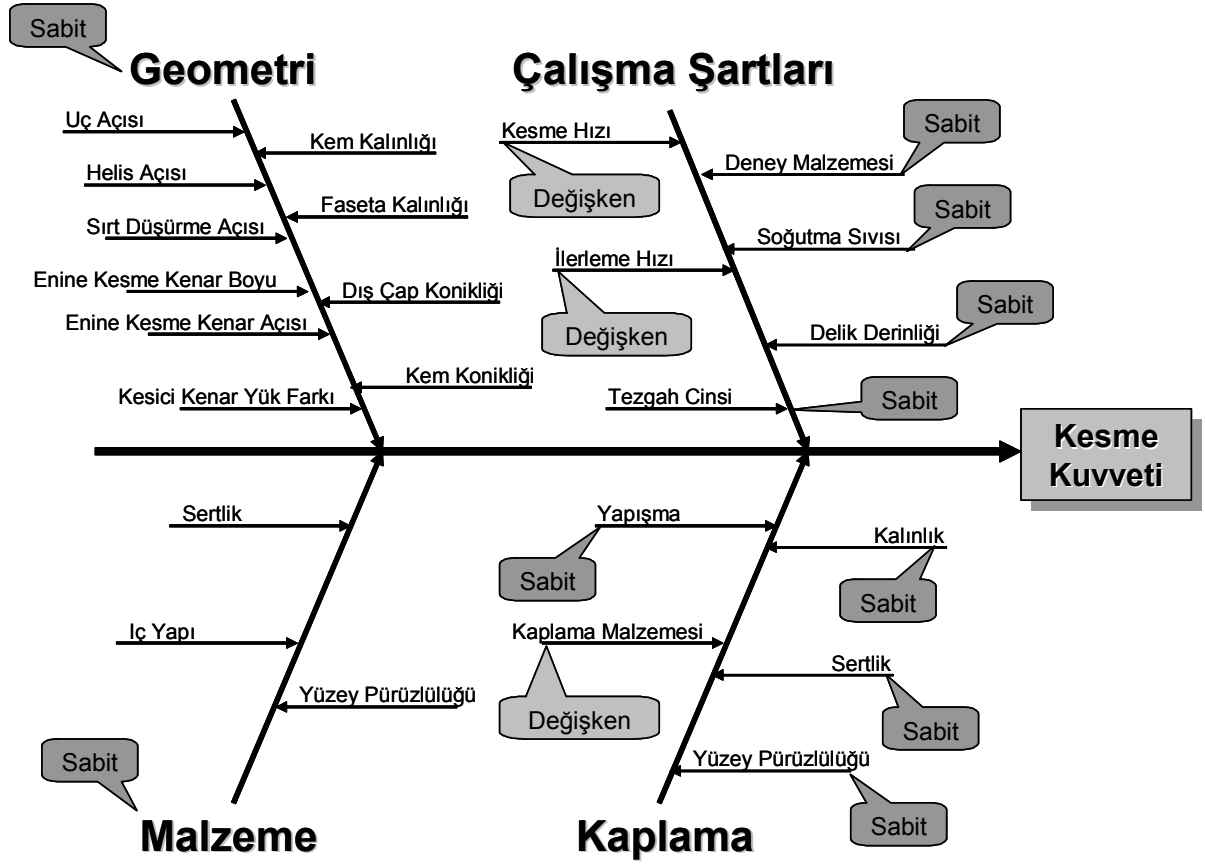 Sabit
Geometri
Çalışma Şartları
Uç Açısı
Kem Kalınlığı
Helis Açısı
Faseta Kalınlığı
Sırt Düşürme Açısı
Enine Kesme Kenar Boyu
Dış Çap Konikliği
Enine Kesme Kenar Açısı
Kem Konikliği
Kesici Kenar Yük Farkı
Kesme Hızı
Değişken
Sabit
Deney Malzemesi
Sabit
Soğutma Sıvısı
İlerleme Hızı
Değişken
Sabit
Delik Derinliği
Tezgah Cinsi
Sabit
Kesme
Kuvveti
Sertlik
Iç Yapı
Yüzey Pürüzlülüğü
Sabit
Malzeme
Yapışma
Sabit
Kalınlık
Sabit
Kaplama Malzemesi
Değişken
Sertlik
Sabit
Yüzey Pürüzlülüğü
Sabit
Kaplama